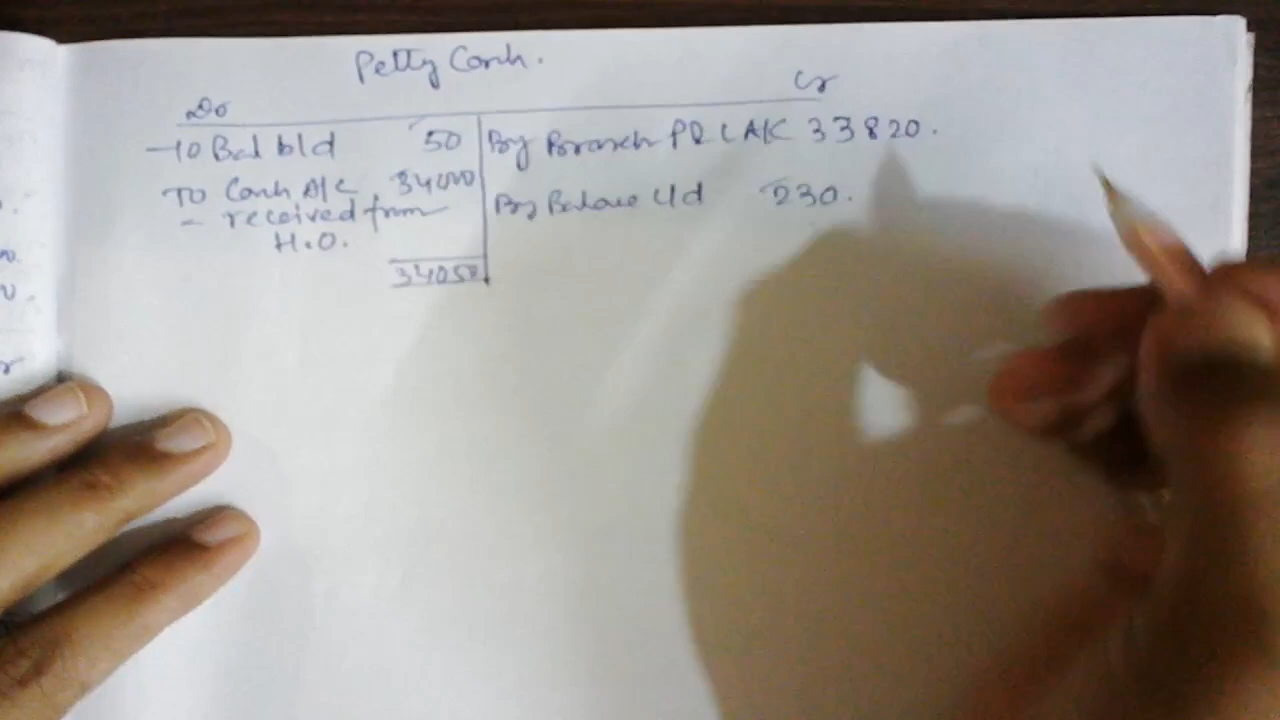 Petty Cash.
Dr
Cr
To Bal b/d 50
By Branch P&L A/C 33820.
To Cash A/c 34000
- received from
H.O.
By Balance c/d 230.
34050